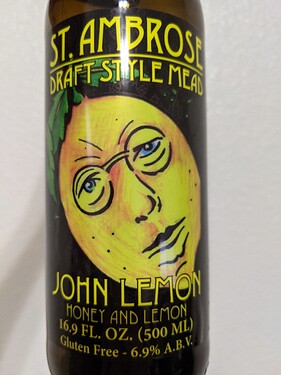 ST. AMBROSE
DRAFT STYLE MEAD
JOHN LEMON
HONEY AND LEMON
16.9 FL. OZ. (500 ML)
Gluten Free - 6.9% A.B.V.